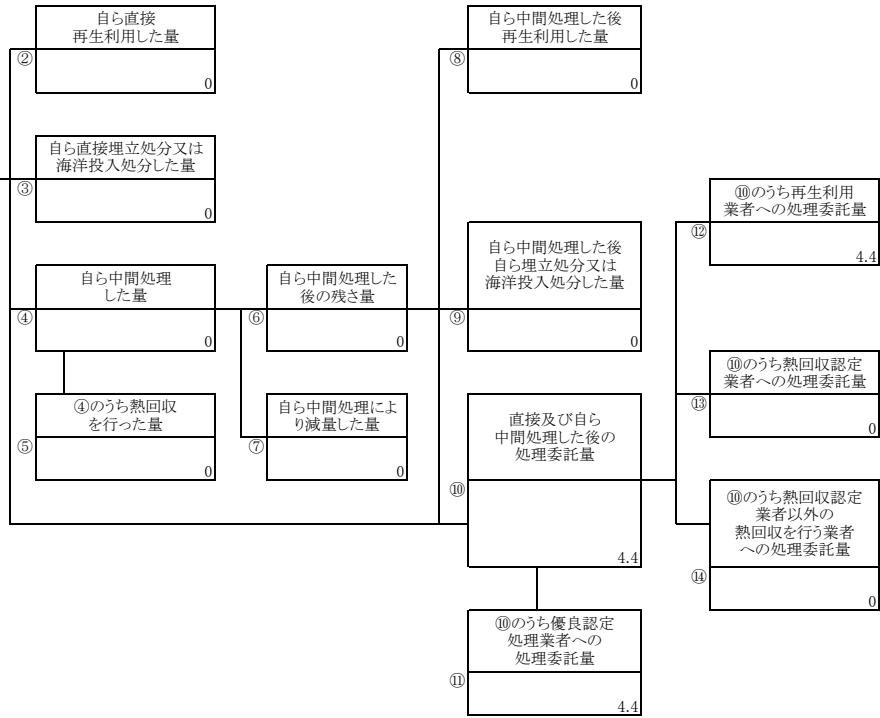 自ら直接
再生利用した量
②
0
自ら直接埋立処分又は
海洋投入処分した量
③
0
自ら中間処理
した量
④
0
④のうち熱回収
を行った量
⑤
0
自ら中間処理した
後の残さ量
⑥
0
自ら中間処理によ
り減量した量
⑦
0
自ら中間処理した後
再生利用した量
⑧
0
自ら中間処理した後
自ら埋立処分又は
海洋投入処分した量
⑨
0
直接及び自ら
中間処理した後の
処理委託量
⑩
4.4
⑩のうち優良認定
処理業者への
処理委託量
⑪
4.4
⑩のうち再生利用
業者への処理委託量
⑫
4.4
⑩のうち熱回収認定
業者への処理委託量
⑬
0
⑩のうち熱回収認定
業者以外の
熱回収を行う業者
への処理委託量
⑭
0